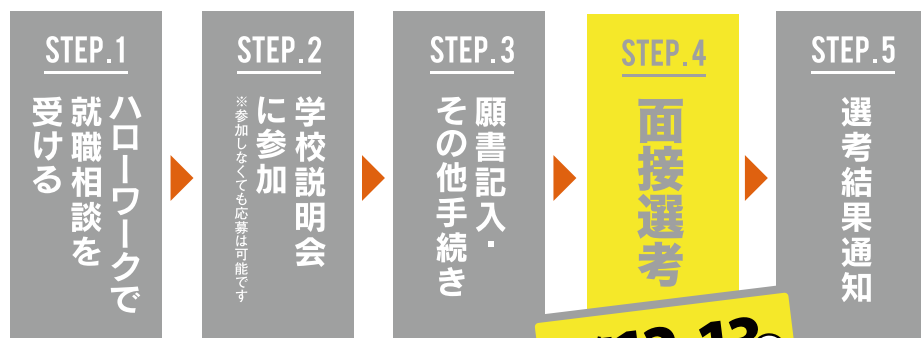 STEP.1
ハローワークで
就職相談を
受ける
STEP.2
学校説明会
に参加
※参加しなくても応募は可能です
STEP.3
願書記入・
その他手続き
STEP.4
面接選考
STEP.5
選考結果通知